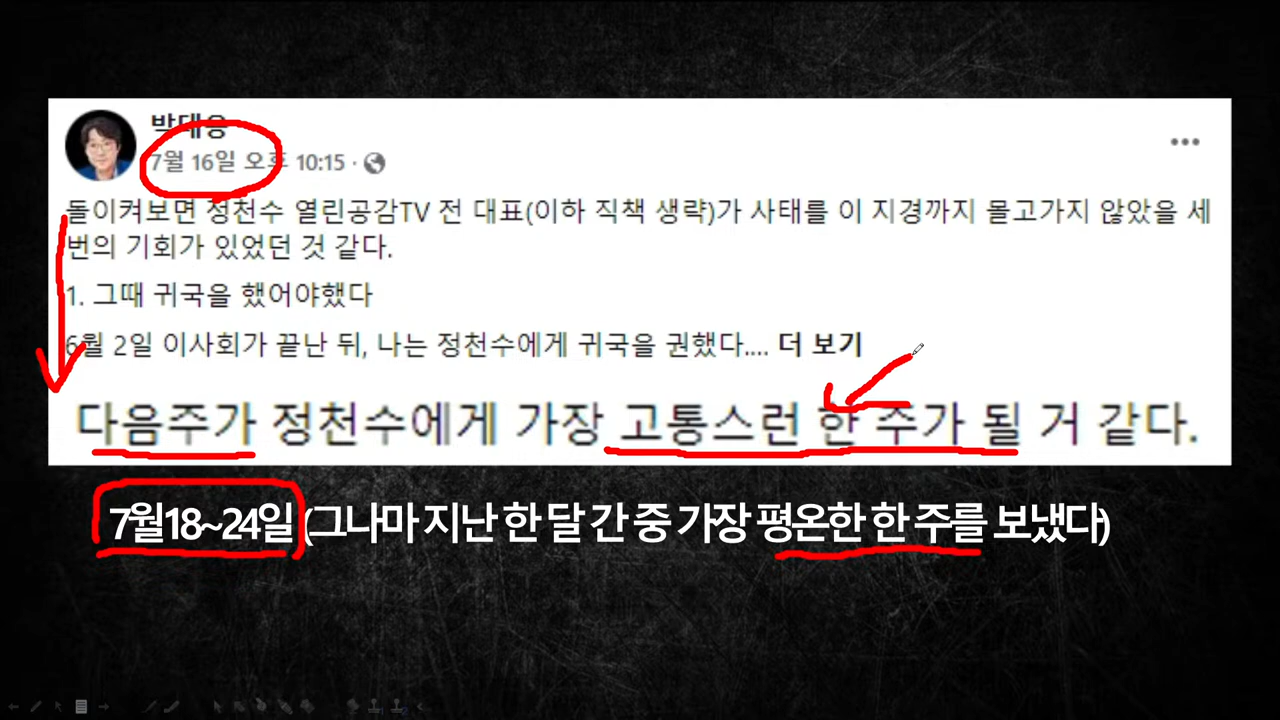 박대용
7월 16일 오후 10:15
돌이켜보면 정천수 열린공감TV 전 대표(이하 직책 생략)가 사태를 이 지경까지 몰고가지 않았을 세
번의 기회가 있었던 것 같다.
1. 그때 귀국을 했어야했다
6월 2일 이사회가 끝난 뒤, 나는 정천수에게 귀국을 권했다.... 더 보기
다음주가 정천수에게 가장 고통스런 한 주가 될 거 같다.
7월18~24일 (그나마 지난 한 달 간 중 가장 평온한 한 주를 보냈다)